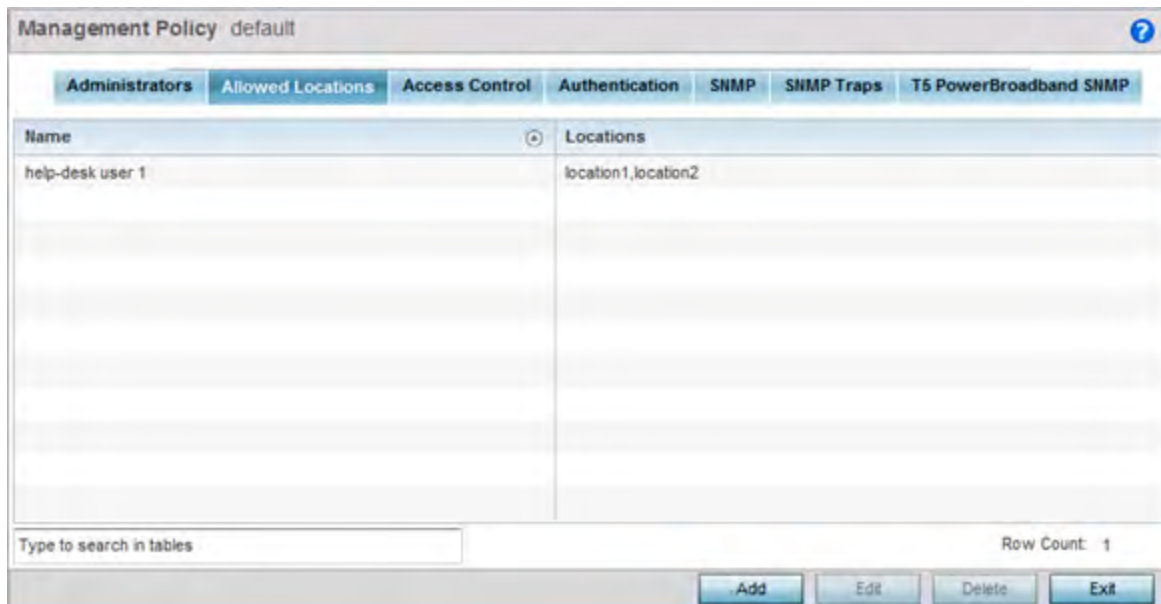 Management Policy default
?
Administrators Allowed Locations Access Control Authentication SNMP SNMP Traps T5 PowerBroadband SNMP
Name Locations
help-desk user 1 location1,location2
Type to search in tables Row Count: 1
Add Edit Delete Exit